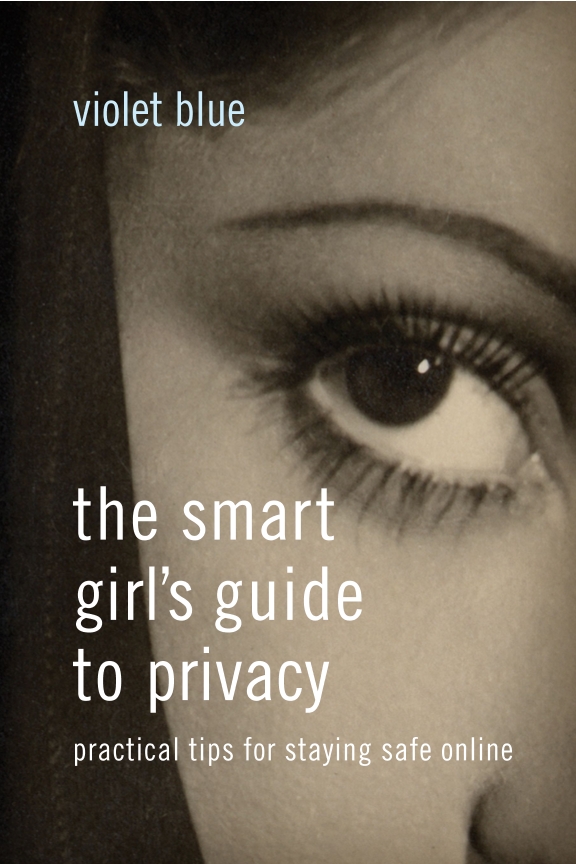 violet blue
the smart
girl's guide
to privacy
practical tips for staying safe online